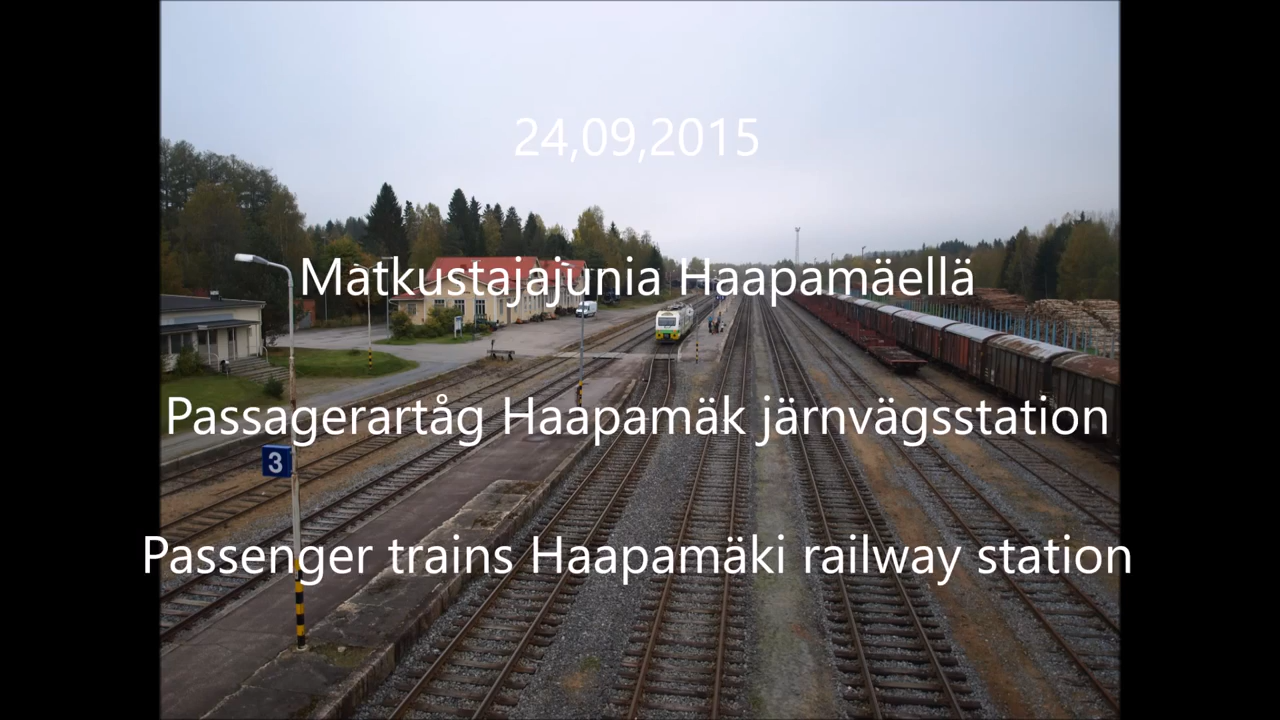 24,09,2015
Matkustajajunia Haapamäellä
Passagerartåg Haapamäk järnvägsstation
3
Passenger trains Haapamäki railway station